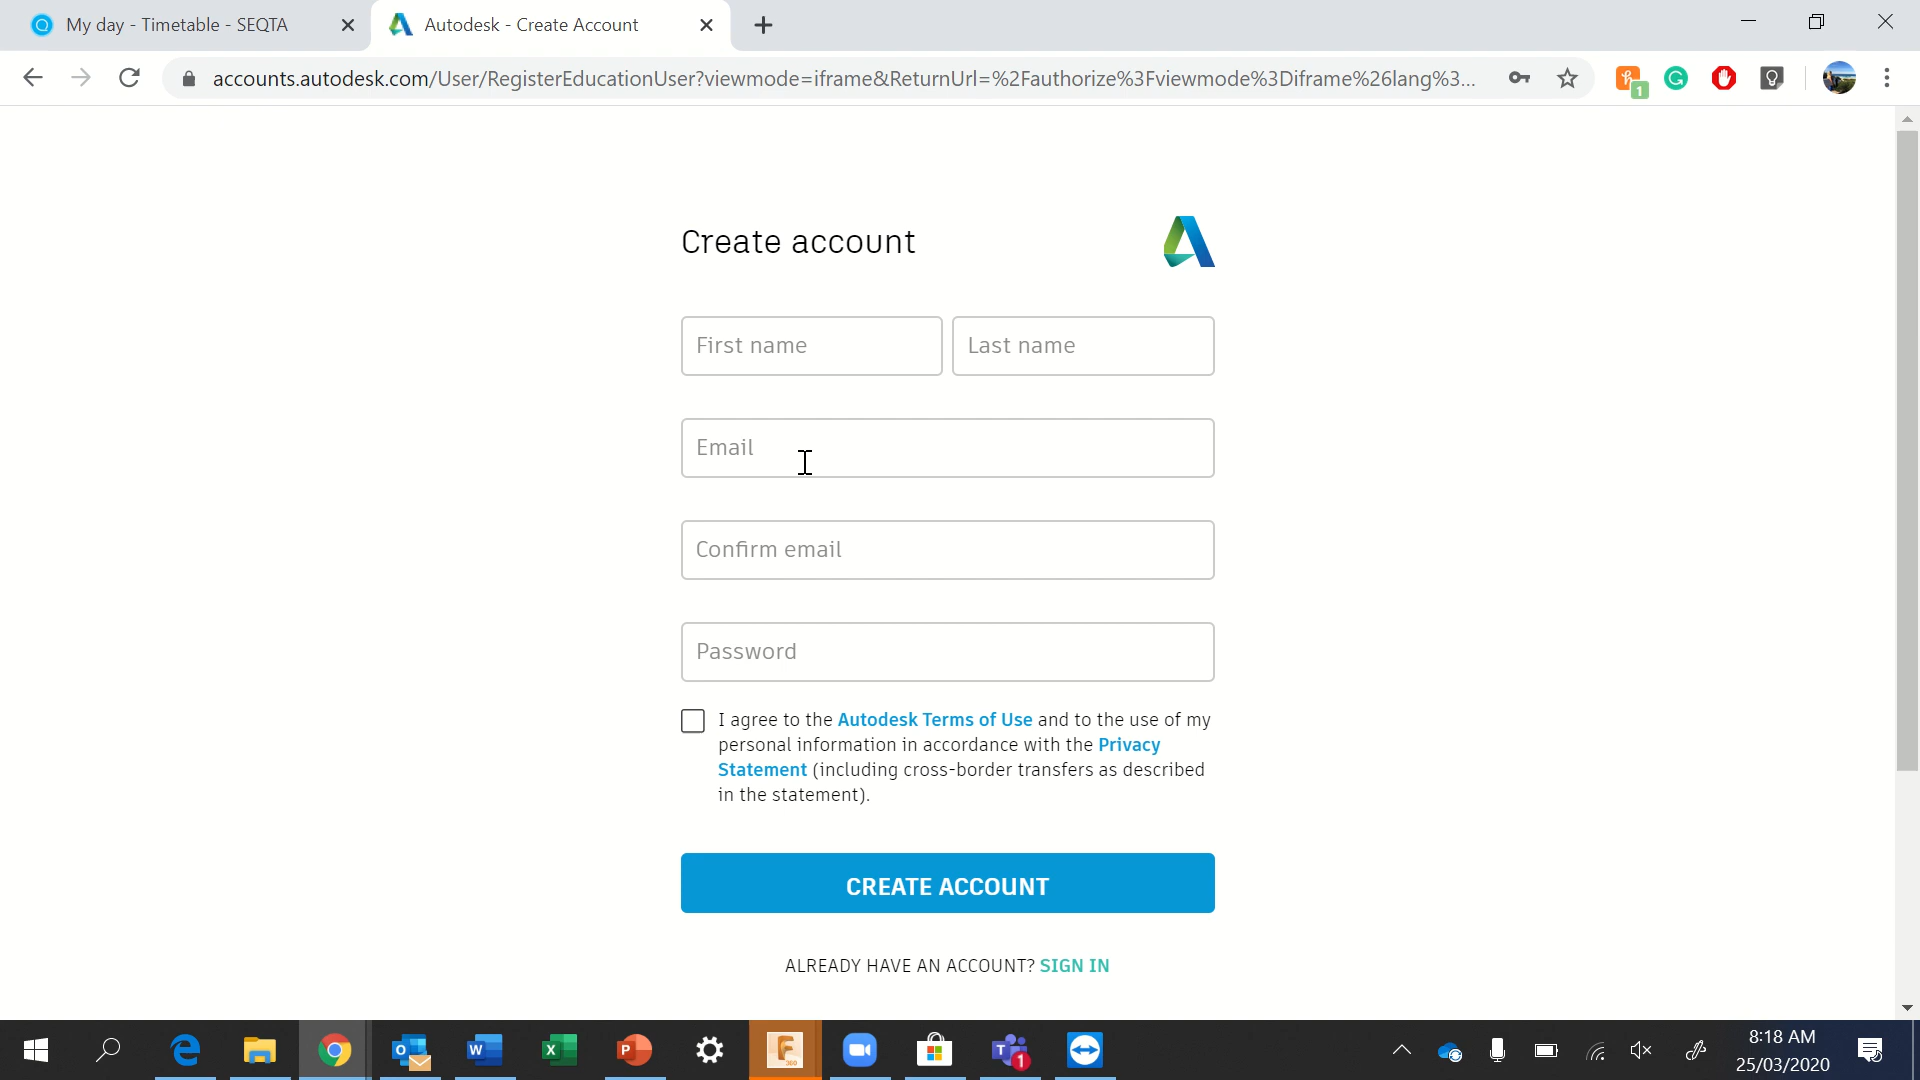 My day - Timetable - SEQTA
Autodesk - Create Account
accounts.autodesk.com/User/RegisterEducationUser?viewmode=iframe&ReturnUrl=%2Fauthorize%3Fviewmode%3Diframe%26lang%3...
1
Create account
First name
Last name
Email
Confirm email
Password
I agree to the Autodesk Terms of Use and to the use of my
personal information in accordance with the Privacy
Statement (including cross-border transfers as described
in the statement).
CREATE ACCOUNT
ALREADY HAVE AN ACCOUNT? SIGN IN
8:18 AM
25/03/2020